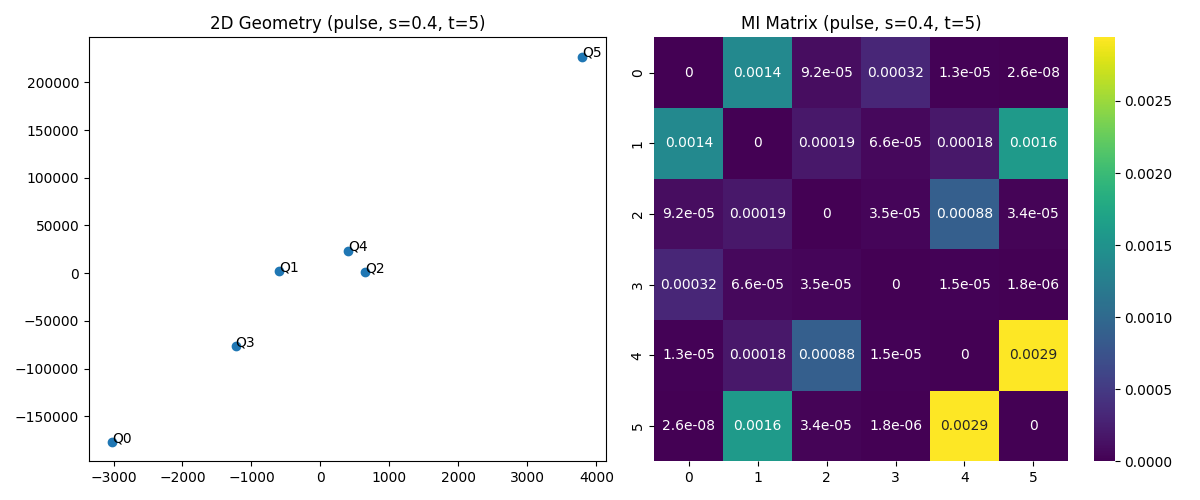 2D Geometry (pulse, s=0.4, t=5)
200000
150000
100000
50000
0
−50000
−100000
−150000
−3000 −2000 −1000 0 1000 2000 3000 4000
Q5
Q4
Q1
Q2
Q3
Q0
MI Matrix (pulse, s=0.4, t=5)
0 0 0.0014 9.2e-05 0.00032 1.3e-05 2.6e-08
1 0.0014 0 0.00019 6.6e-05 0.00018 0.0016
2 9.2e-05 0.00019 0 3.5e-05 0.00088 3.4e-05
3 0.00032 6.6e-05 3.5e-05 0 1.5e-05 1.8e-06
4 1.3e-05 0.00018 0.00088 1.5e-05 0 0.0029
5 2.6e-08 0.0016 3.4e-05 1.8e-06 0.0029 0
0 1 2 3 4 5
0.0025
0.0020
0.0015
0.0010
0.0005
0.0000